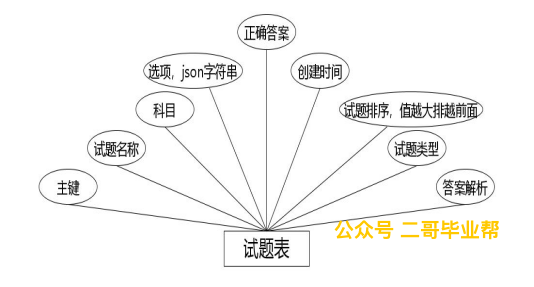 正确答案
选项，json字符串
创建时间
科目
试题排序，值越大排越前面
试题名称
试题类型
主键
答案解析
公众号 二哥毕业帮
试题表